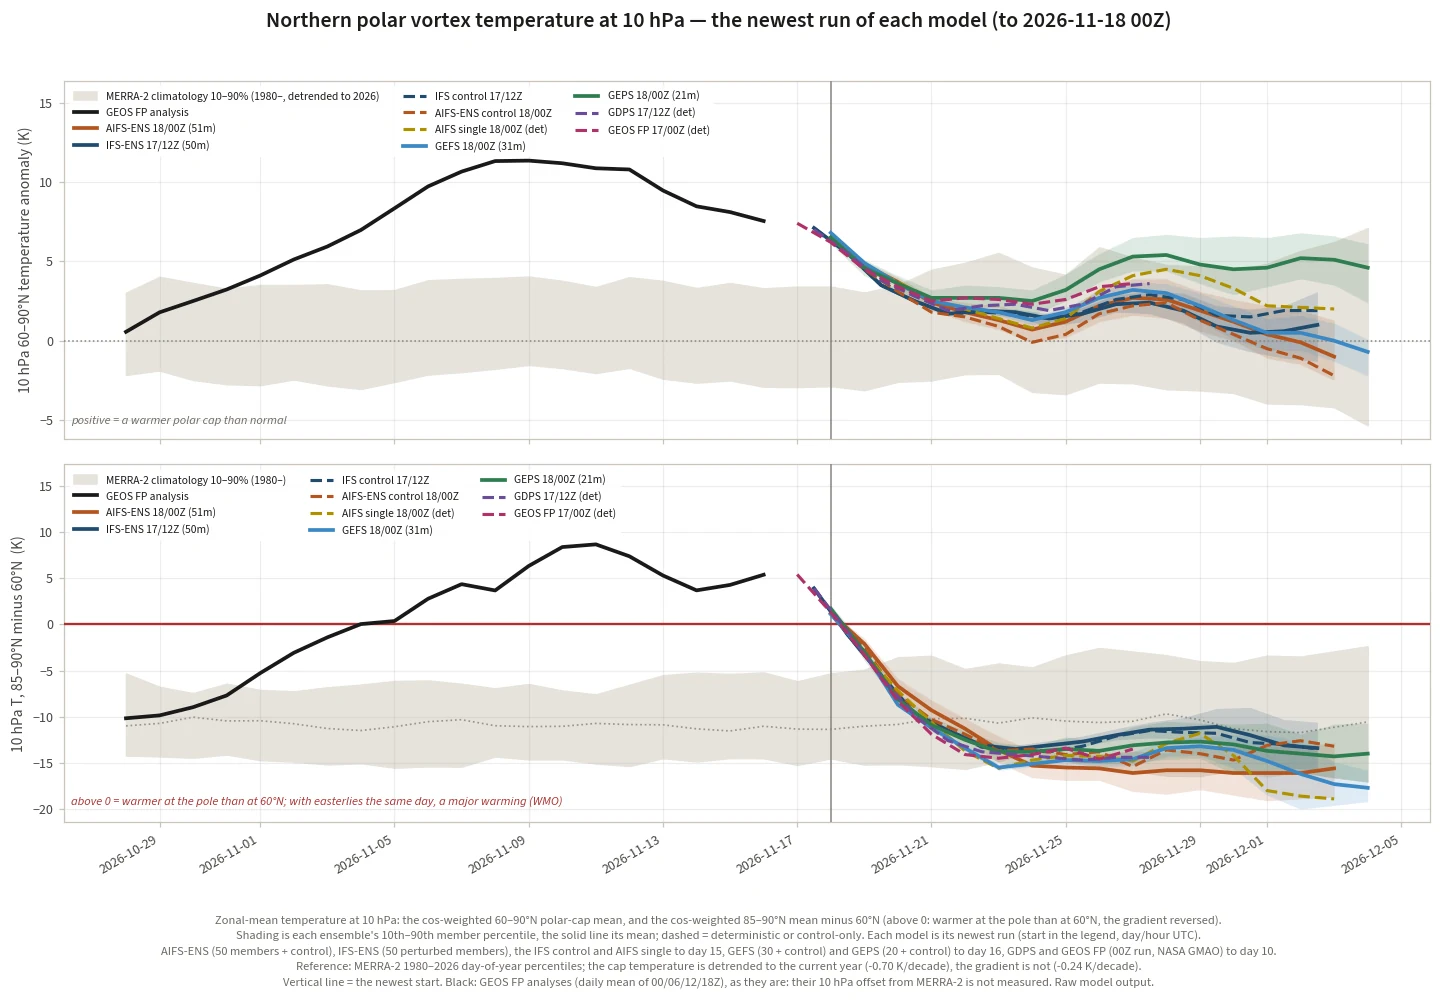 Northern polar vortex temperature at 10 hPa — the newest run of each model (to 2026-11-18 00Z)
10 hPa 60–90°N temperature anomaly (K)
15
10
5
0
−5
MERRA-2 climatology 10–90% (1980–, detrended to 2026)
GEOS FP analysis
AIFS-ENS 18/00Z (51m)
IFS-ENS 17/12Z (50m)
IFS control 17/12Z
AIFS-ENS control 18/00Z
AIFS single 18/00Z (det)
GEFS 18/00Z (31m)
GEPS 18/00Z (21m)
GDPS 17/12Z (det)
GEOS FP 17/00Z (det)
positive = a warmer polar cap than normal
10 hPa T, 85–90°N minus 60°N (K)
15
10
5
0
−5
−10
−15
−20
MERRA-2 climatology 10–90% (1980–)
GEOS FP analysis
AIFS-ENS 18/00Z (51m)
IFS-ENS 17/12Z (50m)
IFS control 17/12Z
AIFS-ENS control 18/00Z
AIFS single 18/00Z (det)
GEFS 18/00Z (31m)
GEPS 18/00Z (21m)
GDPS 17/12Z (det)
GEOS FP 17/00Z (det)
above 0 = warmer at the pole than at 60°N; with easterlies the same day, a major warming (WMO)
2026-10-29
2026-11-01
2026-11-05
2026-11-09
2026-11-13
2026-11-17
2026-11-21
2026-11-25
2026-11-29
2026-12-01
2026-12-05
Zonal-mean temperature at 10 hPa: the cos-weighted 60–90°N polar-cap mean, and the cos-weighted 85–90°N mean minus 60°N (above 0: warmer at the pole than at 60°N, the gradient reversed).
Shading is each ensemble's 10th–90th member percentile, the solid line its mean; dashed = deterministic or control-only. Each model is its newest run (start in the legend, day/hour UTC).
AIFS-ENS (50 members + control), IFS-ENS (50 perturbed members), the IFS control and AIFS single to day 15, GEFS (30 + control) and GEPS (20 + control) to day 16, GDPS and GEOS FP (00Z run, NASA GMAO) to day 10.
Reference: MERRA-2 1980–2026 day-of-year percentiles; the cap temperature is detrended to the current year (-0.70 K/decade), the gradient is not (-0.24 K/decade).
Vertical line = the newest start. Black: GEOS FP analyses (daily mean of 00/06/12/18Z), as they are: their 10 hPa offset from MERRA-2 is not measured. Raw model output.